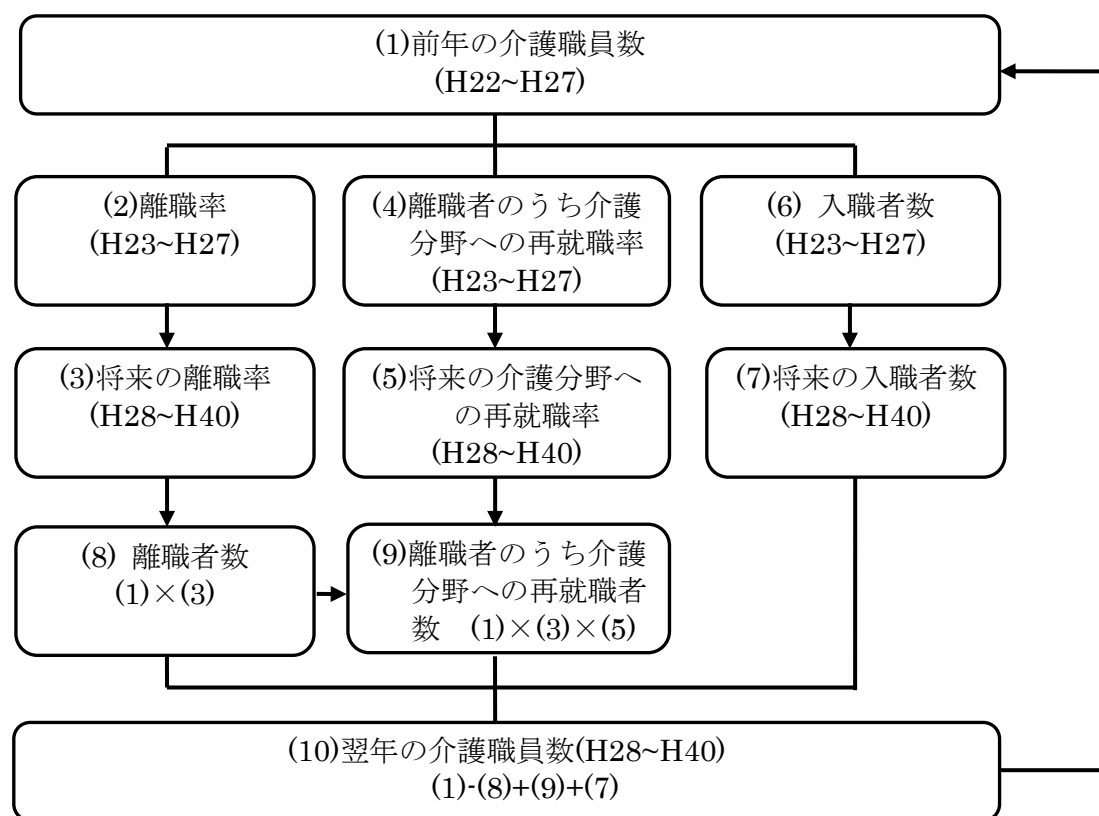 (1)前年の介護職員数
(H22~H27)
(2)離職率
(H23~H27)
(4)離職者のうち介護
分野への再就職率
(H23~H27)
(6) 入職者数
(H23~H27)
(3)将来の離職率
(H28~H40)
(5)将来の介護分野へ
の再就職率
(H28~H40)
(7)将来の入職者数
(H28~H40)
(8) 離職者数
(1)×(3)
(9)離職者のうち介護
分野への再就職者
数 (1)×(3)×(5)
(10)翌年の介護職員数(H28~H40)
(1)-(8)+(9)+(7)